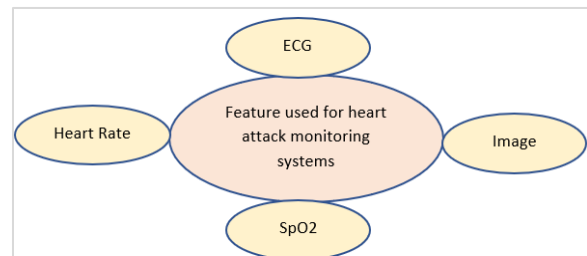 ECG
Feature used for heart
attack monitoring
systems
Heart Rate
Image
SpO2